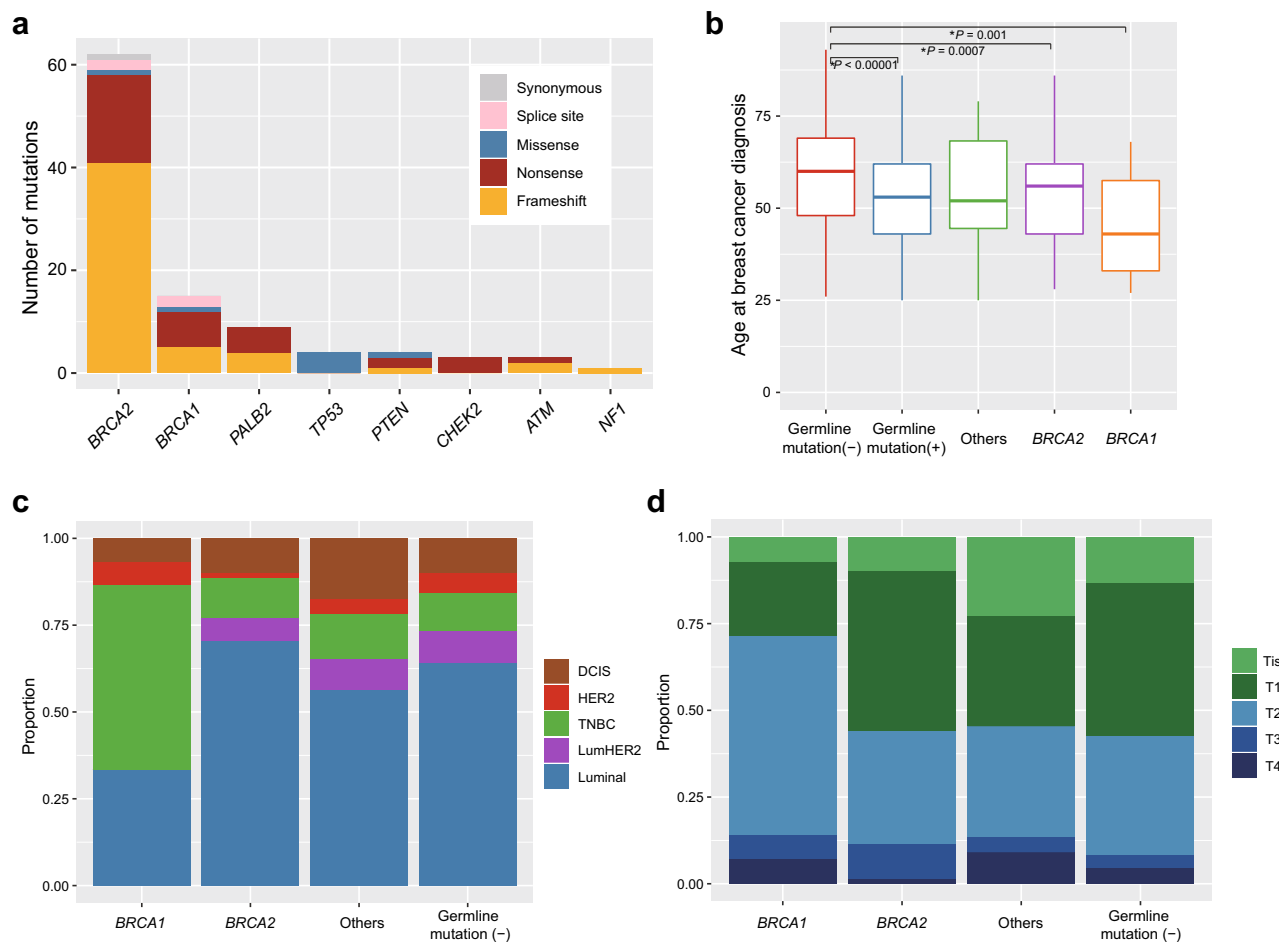 a
Number of mutations
60
40
20
0
Synonymous
Splice site
Missense
Nonsense
Frameshift
BRCA2
BRCA1
PALB2
TP53
PTEN
CHEK2
ATM
NF1
b
Age at breast cancer diagnosis
75
50
25
0
*P = 0.001
*P = 0.0007
*P < 0.00001
Germline
mutation(−)
Germline
mutation(+)
Others
BRCA2
BRCA1
c
Proportion
1.00
0.75
0.50
0.25
0.00
DCIS
HER2
TNBC
LumHER2
Luminal
BRCA1
BRCA2
Others
Germline
mutation (−)
d
Proportion
1.00
0.75
0.50
0.25
0.00
Tis
T1
T2
T3
T4
BRCA1
BRCA2
Others
Germline
mutation (−)